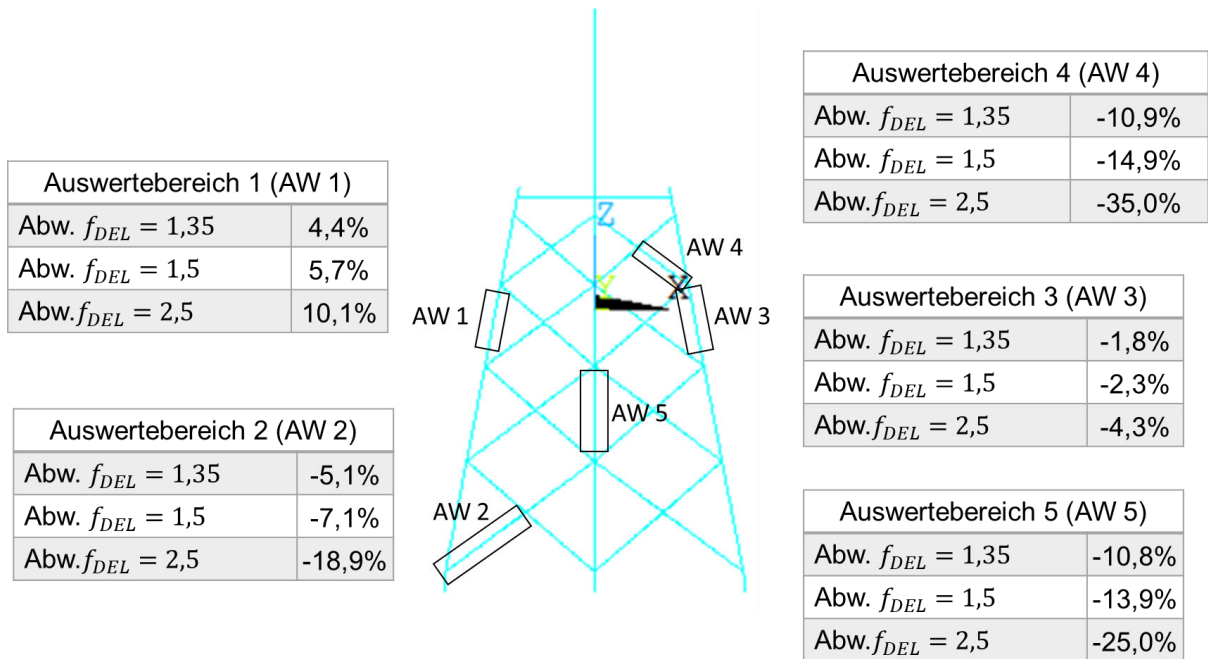 Auswertebereich 1 (AW 1)
Abw. f_DEL = 1,35 4,4%
Abw. f_DEL = 1,5 5,7%
Abw.f_DEL = 2,5 10,1%
Auswertebereich 2 (AW 2)
Abw. f_DEL = 1,35 -5,1%
Abw. f_DEL = 1,5 -7,1%
Abw.f_DEL = 2,5 -18,9%
Z
Y
X
AW 4
AW 1
AW 3
AW 5
AW 2
Auswertebereich 4 (AW 4)
Abw. f_DEL = 1,35 -10,9%
Abw. f_DEL = 1,5 -14,9%
Abw.f_DEL = 2,5 -35,0%
Auswertebereich 3 (AW 3)
Abw. f_DEL = 1,35 -1,8%
Abw. f_DEL = 1,5 -2,3%
Abw.f_DEL = 2,5 -4,3%
Auswertebereich 5 (AW 5)
Abw. f_DEL = 1,35 -10,8%
Abw. f_DEL = 1,5 -13,9%
Abw.f_DEL = 2,5 -25,0%